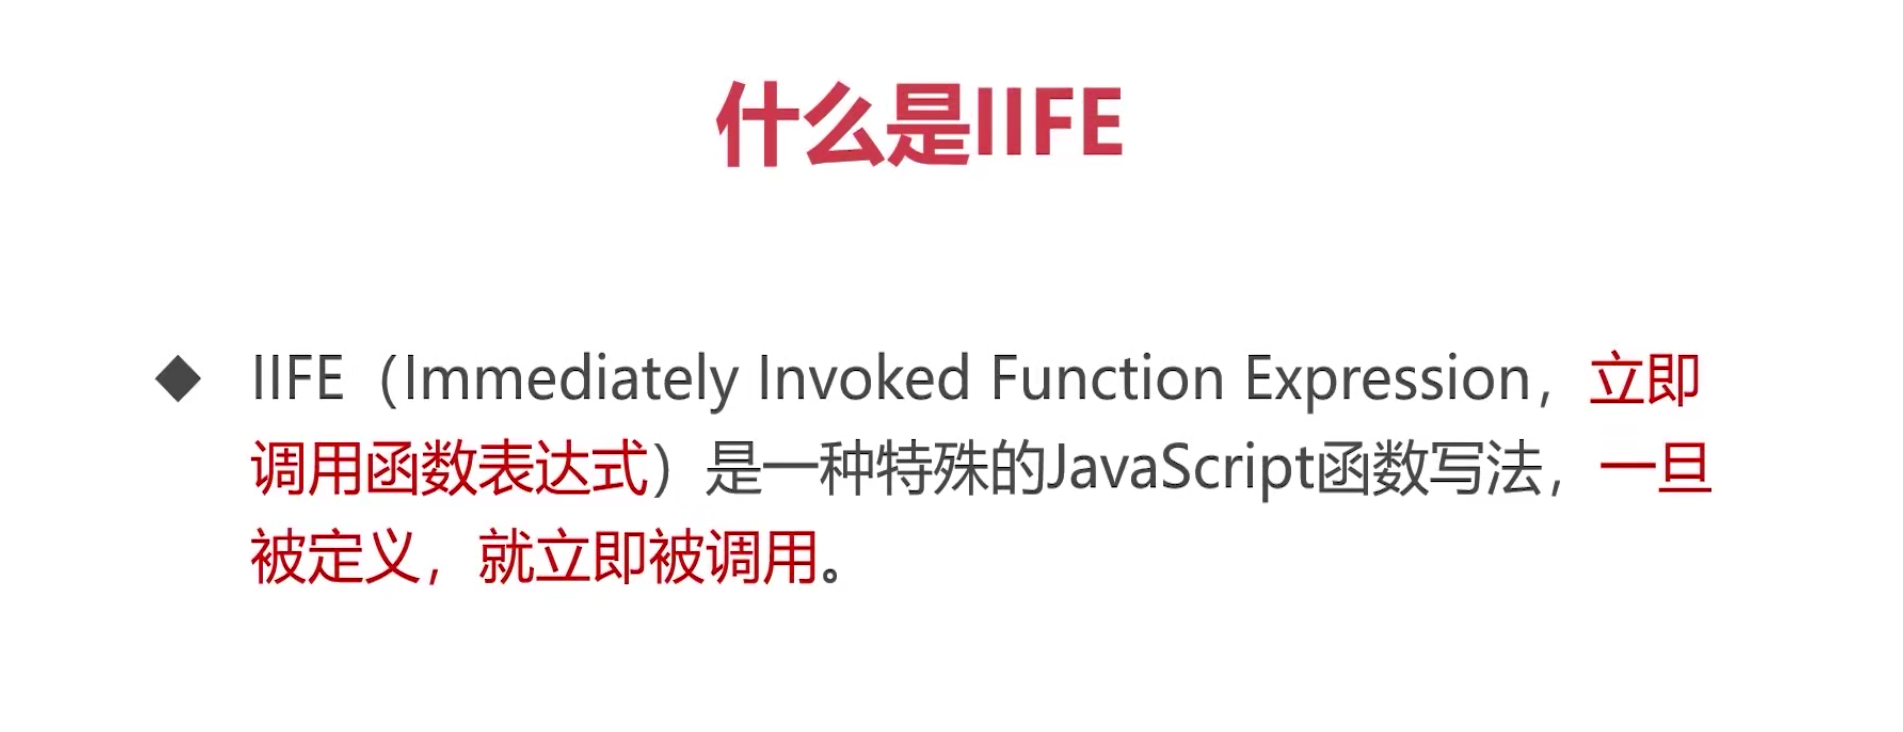 什么是IIFE
IIFE（Immediately Invoked Function Expression，立即
调用函数表达式）是一种特殊的JavaScript函数写法，一旦
被定义，就立即被调用。